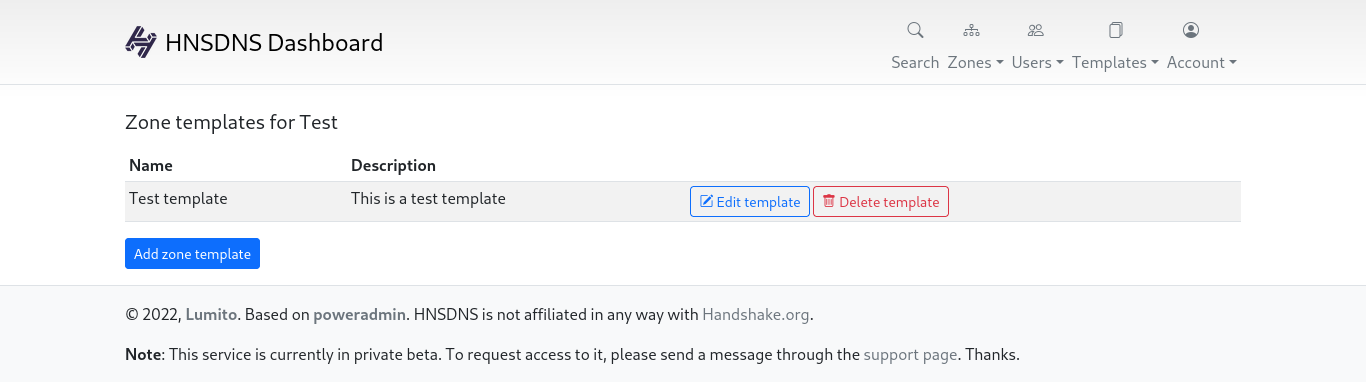 HNSDNS Dashboard
Search Zones Users Templates Account
Zone templates for Test
Name Description
Test template This is a test template Edit template Delete template
Add zone template
© 2022, Lumito. Based on poweradmin. HNSDNS is not affiliated in any way with Handshake.org.
Note: This service is currently in private beta. To request access to it, please send a message through the support page. Thanks.